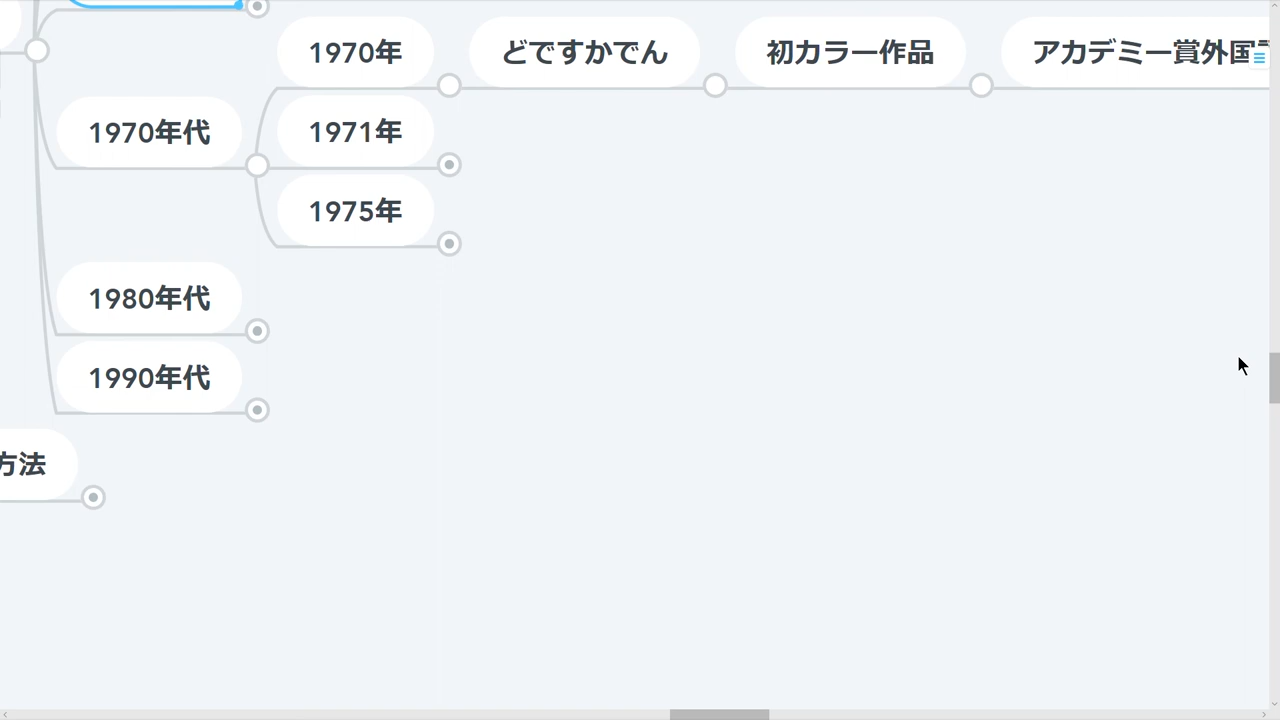 1970年
どですかでん
初カラー作品
アカデミー賞外国
1970年代
1971年
1975年
1980年代
1990年代
方法